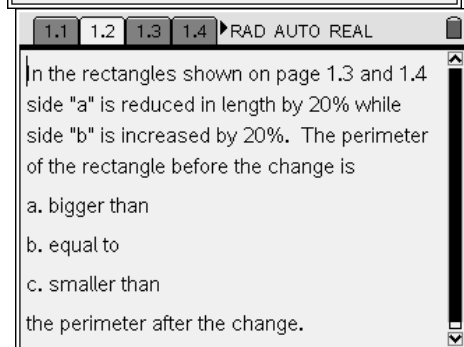 1.1 1.2 1.3 1.4 RAD AUTO REAL
In the rectangles shown on page 1.3 and 1.4
side "a" is reduced in length by 20% while
side "b" is increased by 20%. The perimeter
of the rectangle before the change is
a. bigger than
b. equal to
c. smaller than
the perimeter after the change.